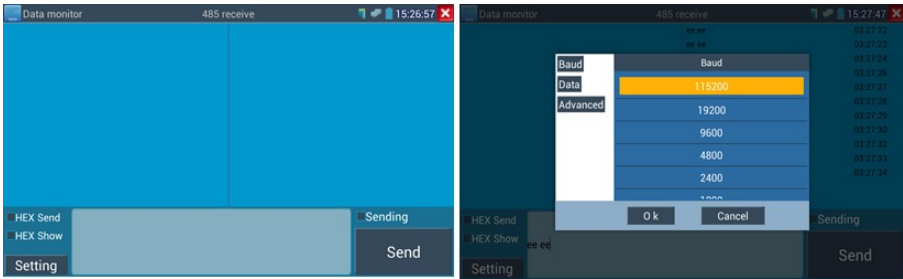 Data monitor 485 receive 15:26:57
HEX Send
HEX Show
Setting
Sending
Send
Data monitor 485 receive 15:27:47
ee ee 03:27:22
ee ee 03:27:23
03:27:24
03:27:25
03:27:27
03:27:28
03:27:29
03:27:30
03:27:32
03:27:33
03:27:34
Baud
Data
Advanced
Baud
115200
19200
9600
4800
2400
Ok Cancel
HEX Send
HEX Show
ee ee
Setting
Sending
Send